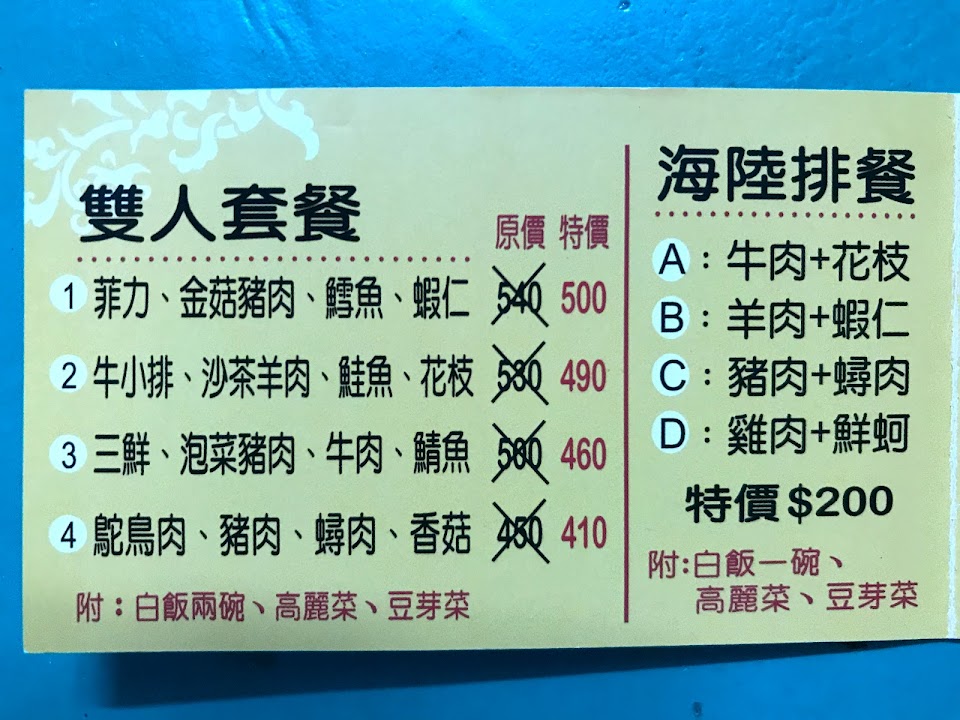 雙人套餐
原價 特價
1 菲力、金菇豬肉、鱈魚、蝦仁 540 500
2 牛小排、沙茶羊肉、鮭魚、花枝 530 490
3 三鮮、泡菜豬肉、牛肉、鯖魚 500 460
4 鴕鳥肉、豬肉、蟳肉、香菇 450 410
附：白飯兩碗、高麗菜、豆芽菜
海陸排餐
A：牛肉+花枝
B：羊肉+蝦仁
C：豬肉+蟳肉
D：雞肉+鮮蚵
特價$200
附:白飯一碗、
高麗菜、豆芽菜